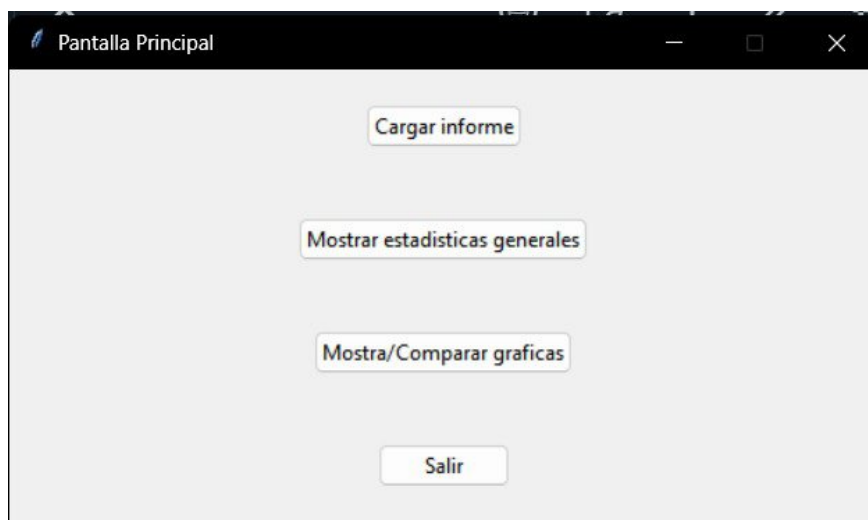 Pantalla Principal
Cargar informe
Mostrar estadisticas generales
Mostra/Comparar graficas
Salir